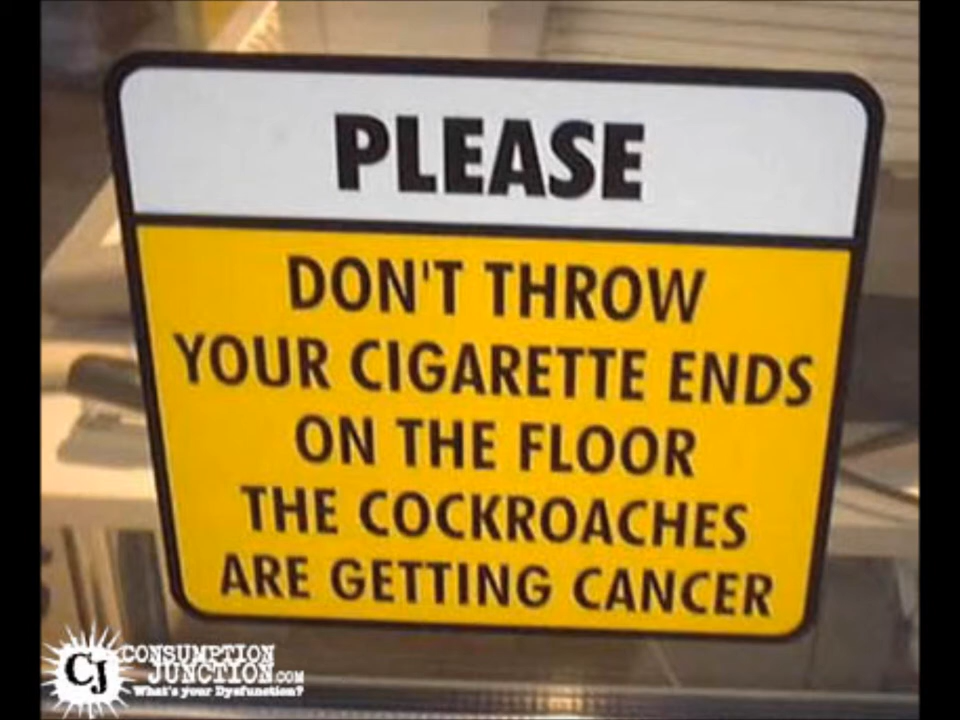 PLEASE
DON'T THROW
YOUR CIGARETTE ENDS
ON THE FLOOR
THE COCKROACHES
ARE GETTING CANCER
CJ CONSUMPTION
JUNCTION.COM
What's your Dysfunction?